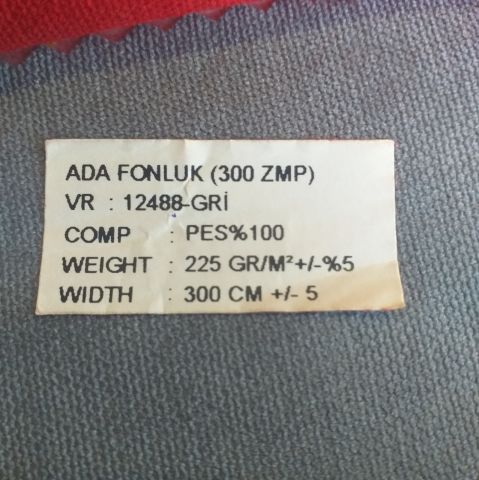 ADA FONLUK (300 ZMP)
VR : 12488-GRİ
COMP : PES%100
WEIGHT : 225 GR/M²+/-%5
WIDTH : 300 CM +/- 5